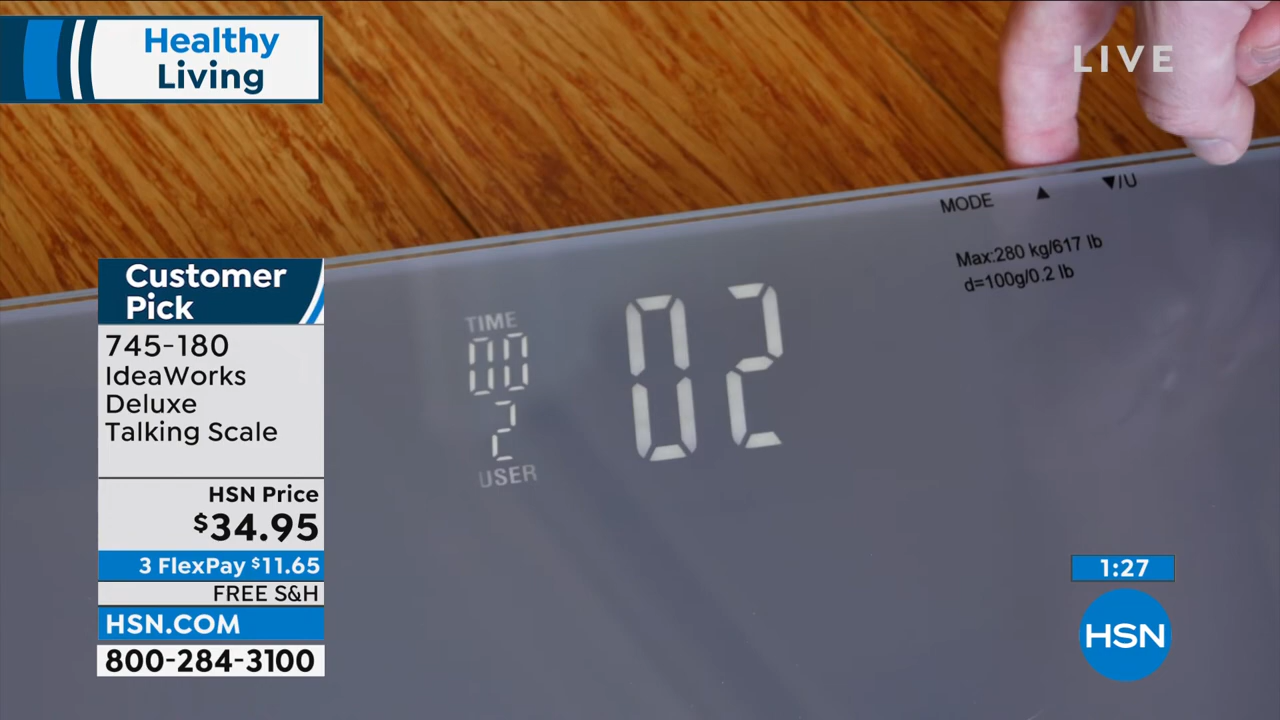 Healthy
Living
LIVE
MODE ▲ ▼/U
Max:280 kg/617 lb
d=100g/0.2 lb
TIME
00
2
USER
02
Customer
Pick
745-180
IdeaWorks
Deluxe
Talking Scale
HSN Price
$34.95
3 FlexPay $11.65
FREE S&H
HSN.COM
800-284-3100
1:27
HSN